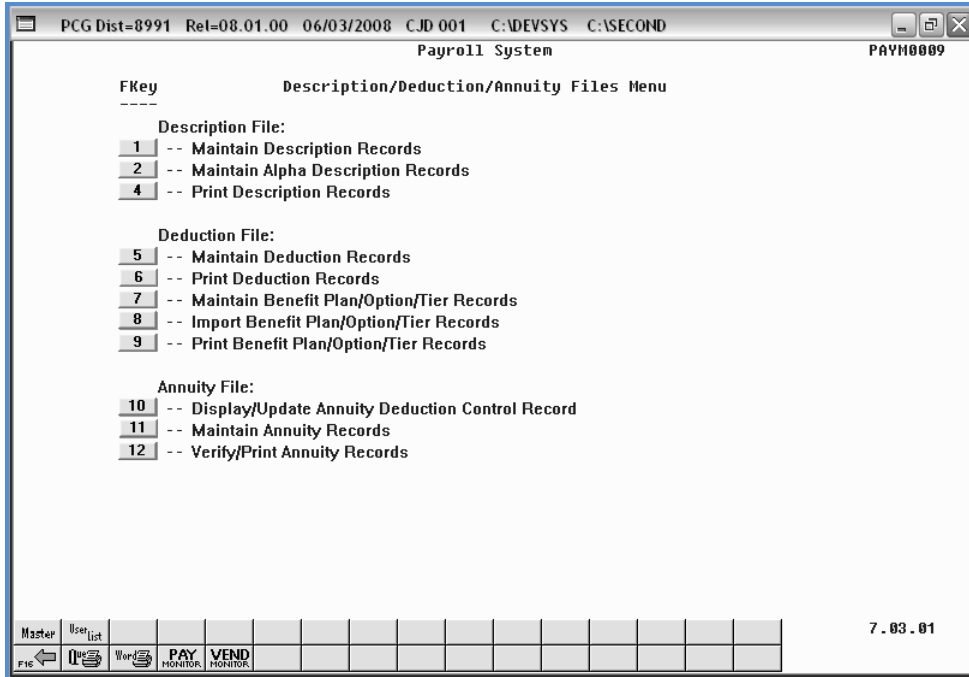 PCG Dist=8991 Rel=08.01.00 06/03/2008 CJD 001 C:\DEVSYS C:\SECOND
Payroll System PAYM0009
FKey Description/Deduction/Annuity Files Menu
----
Description File:
1 -- Maintain Description Records
2 -- Maintain Alpha Description Records
4 -- Print Description Records
Deduction File:
5 -- Maintain Deduction Records
6 -- Print Deduction Records
7 -- Maintain Benefit Plan/Option/Tier Records
8 -- Import Benefit Plan/Option/Tier Records
9 -- Print Benefit Plan/Option/Tier Records
Annuity File:
10 -- Display/Update Annuity Deduction Control Record
11 -- Maintain Annuity Records
12 -- Verify/Print Annuity Records
Master User List 7.03.01
F16 Que Word PAY MONITOR VEND MONITOR